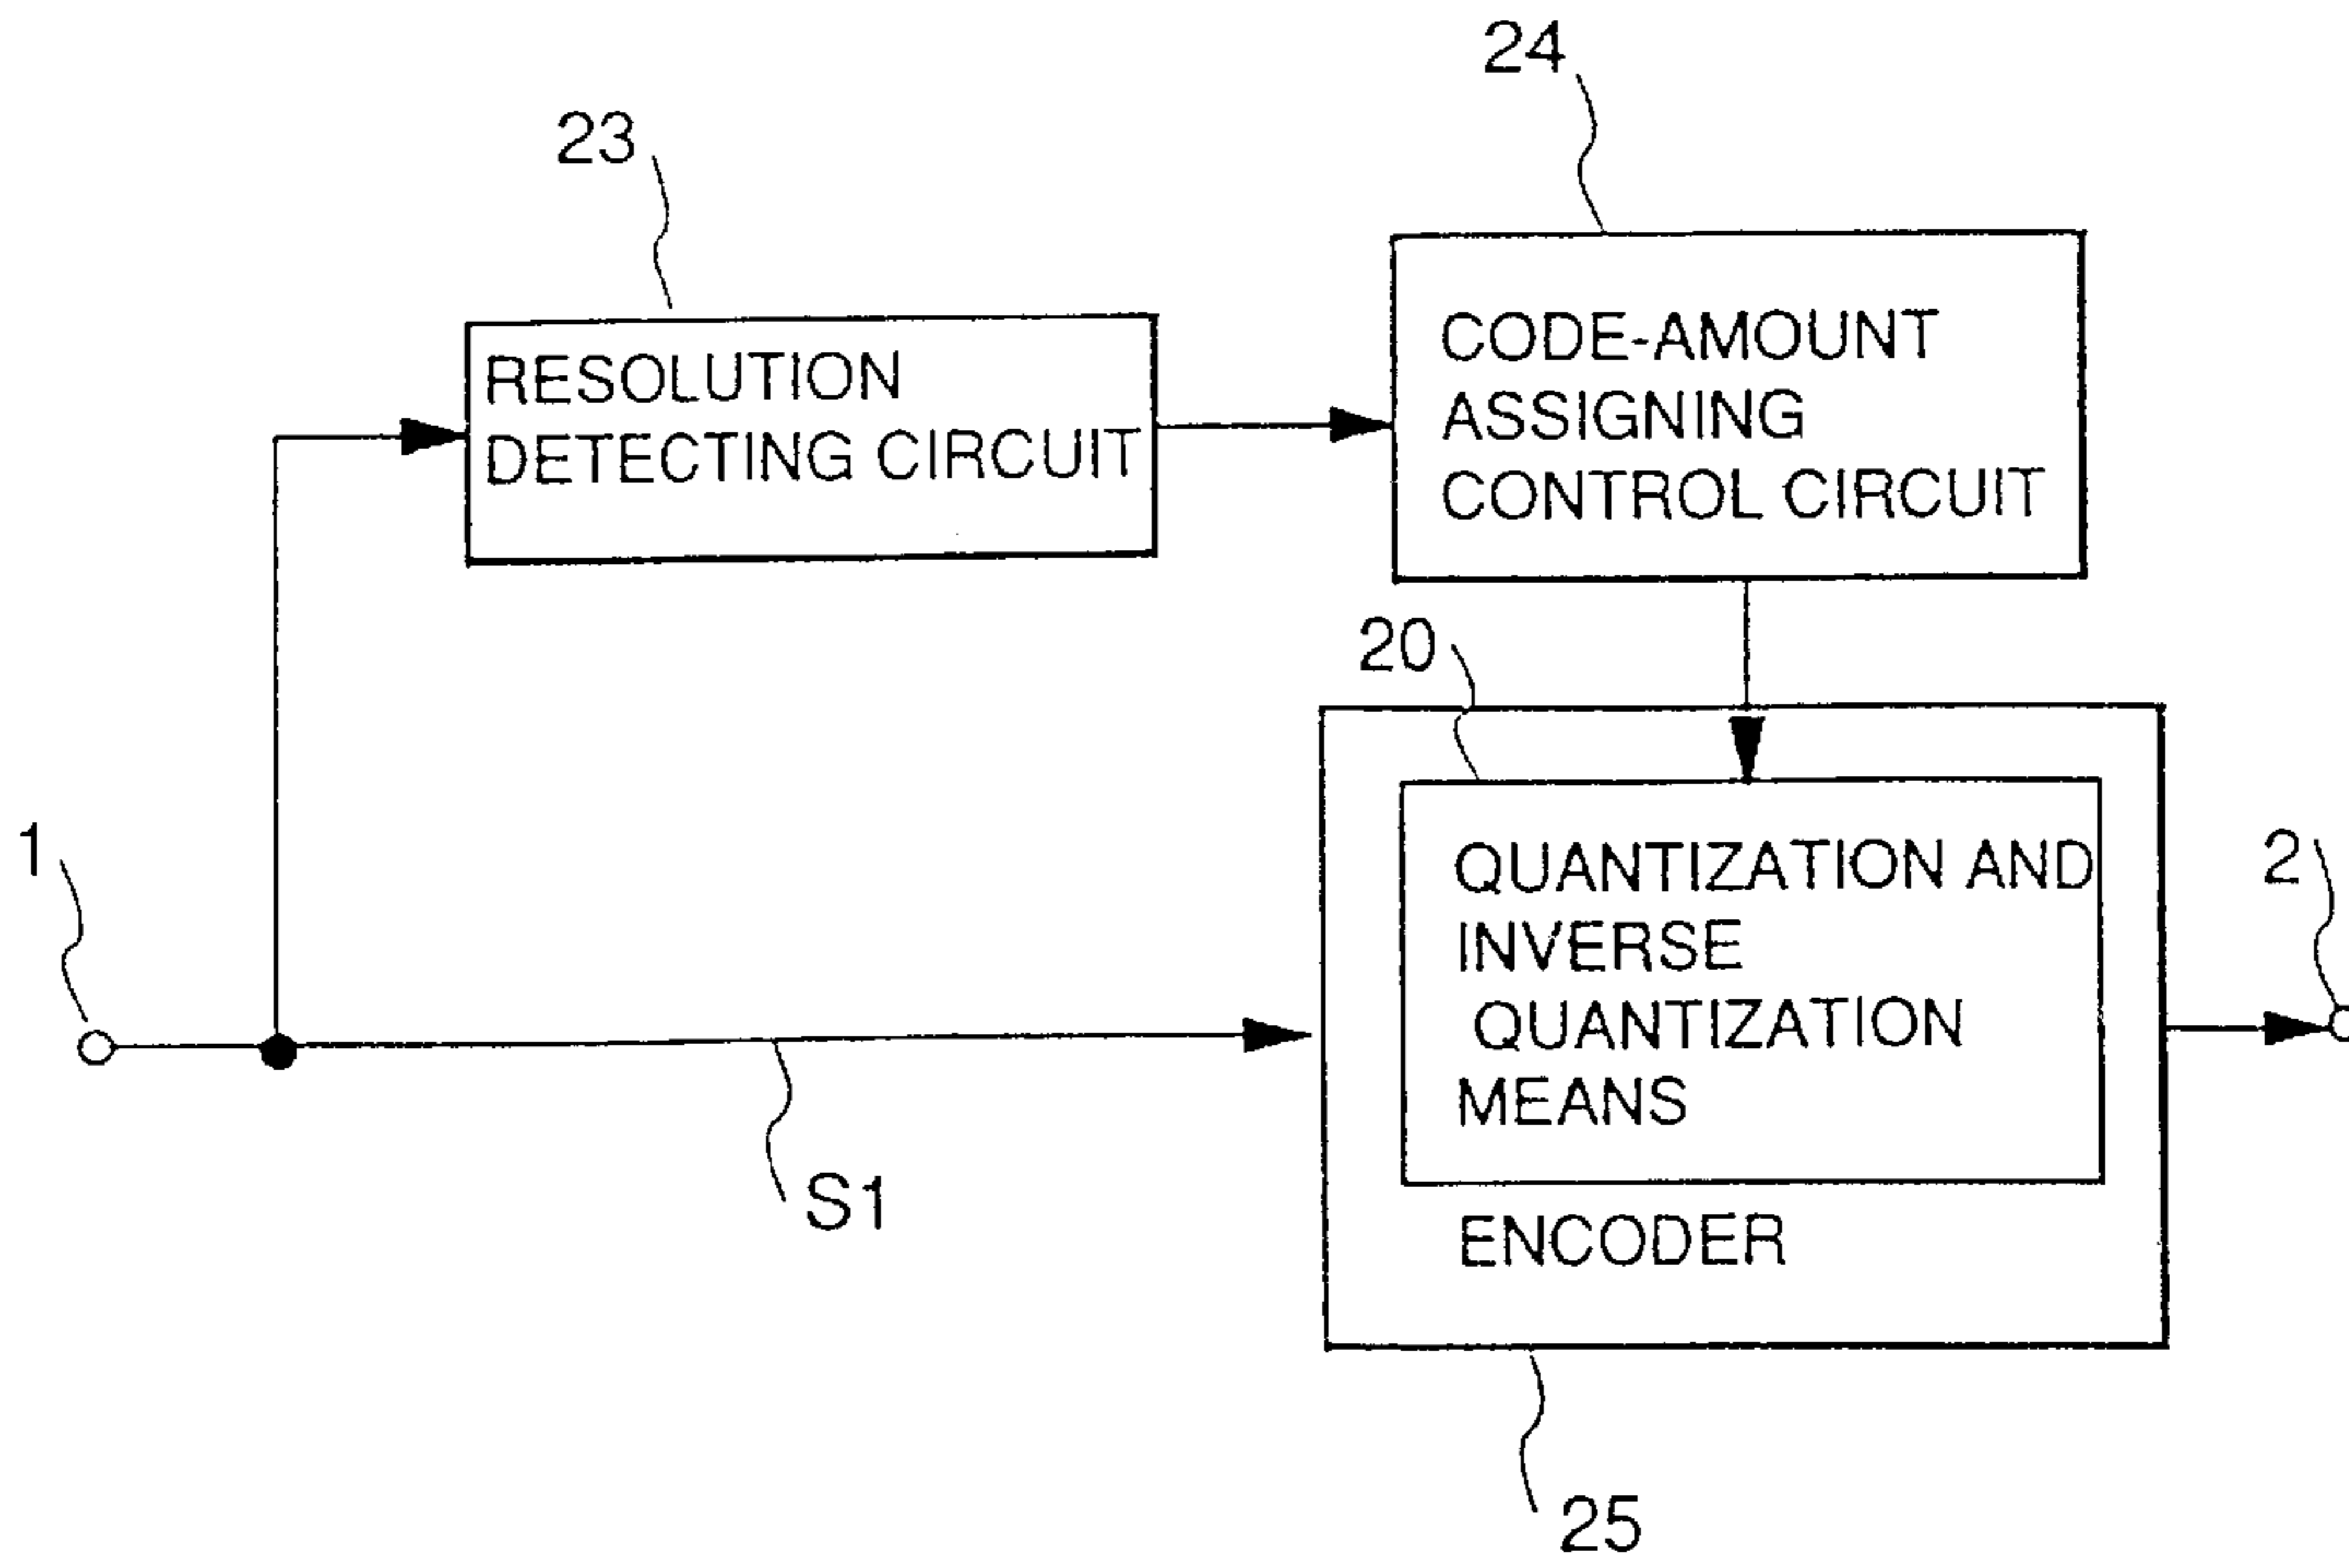 24
23
CODE-AMOUNT
ASSIGNING
CONTROL CIRCUIT
RESOLUTION
DETECTING CIRCUIT
20
1
QUANTIZATION AND
INVERSE
QUANTIZATION
MEANS
2
S1
ENCODER
25